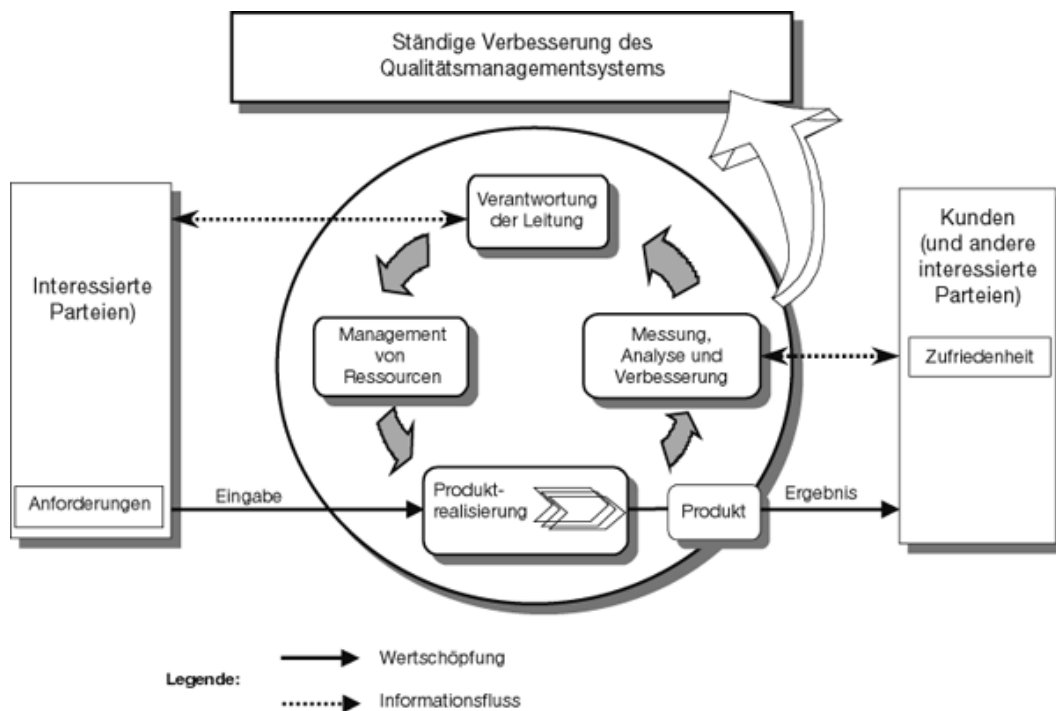 Ständige Verbesserung des
Qualitätsmanagementsystems
Verantwortung
der Leitung
Interessierte
Parteien)
Kunden
(und andere
interessierte
Parteien)
Management
von
Ressourcen
Messung,
Analyse und
Verbesserung
Zufriedenheit
Anforderungen
Eingabe
Produkt-
realisierung
Produkt
Ergebnis
Legende:
Wertschöpfung
Informationsfluss